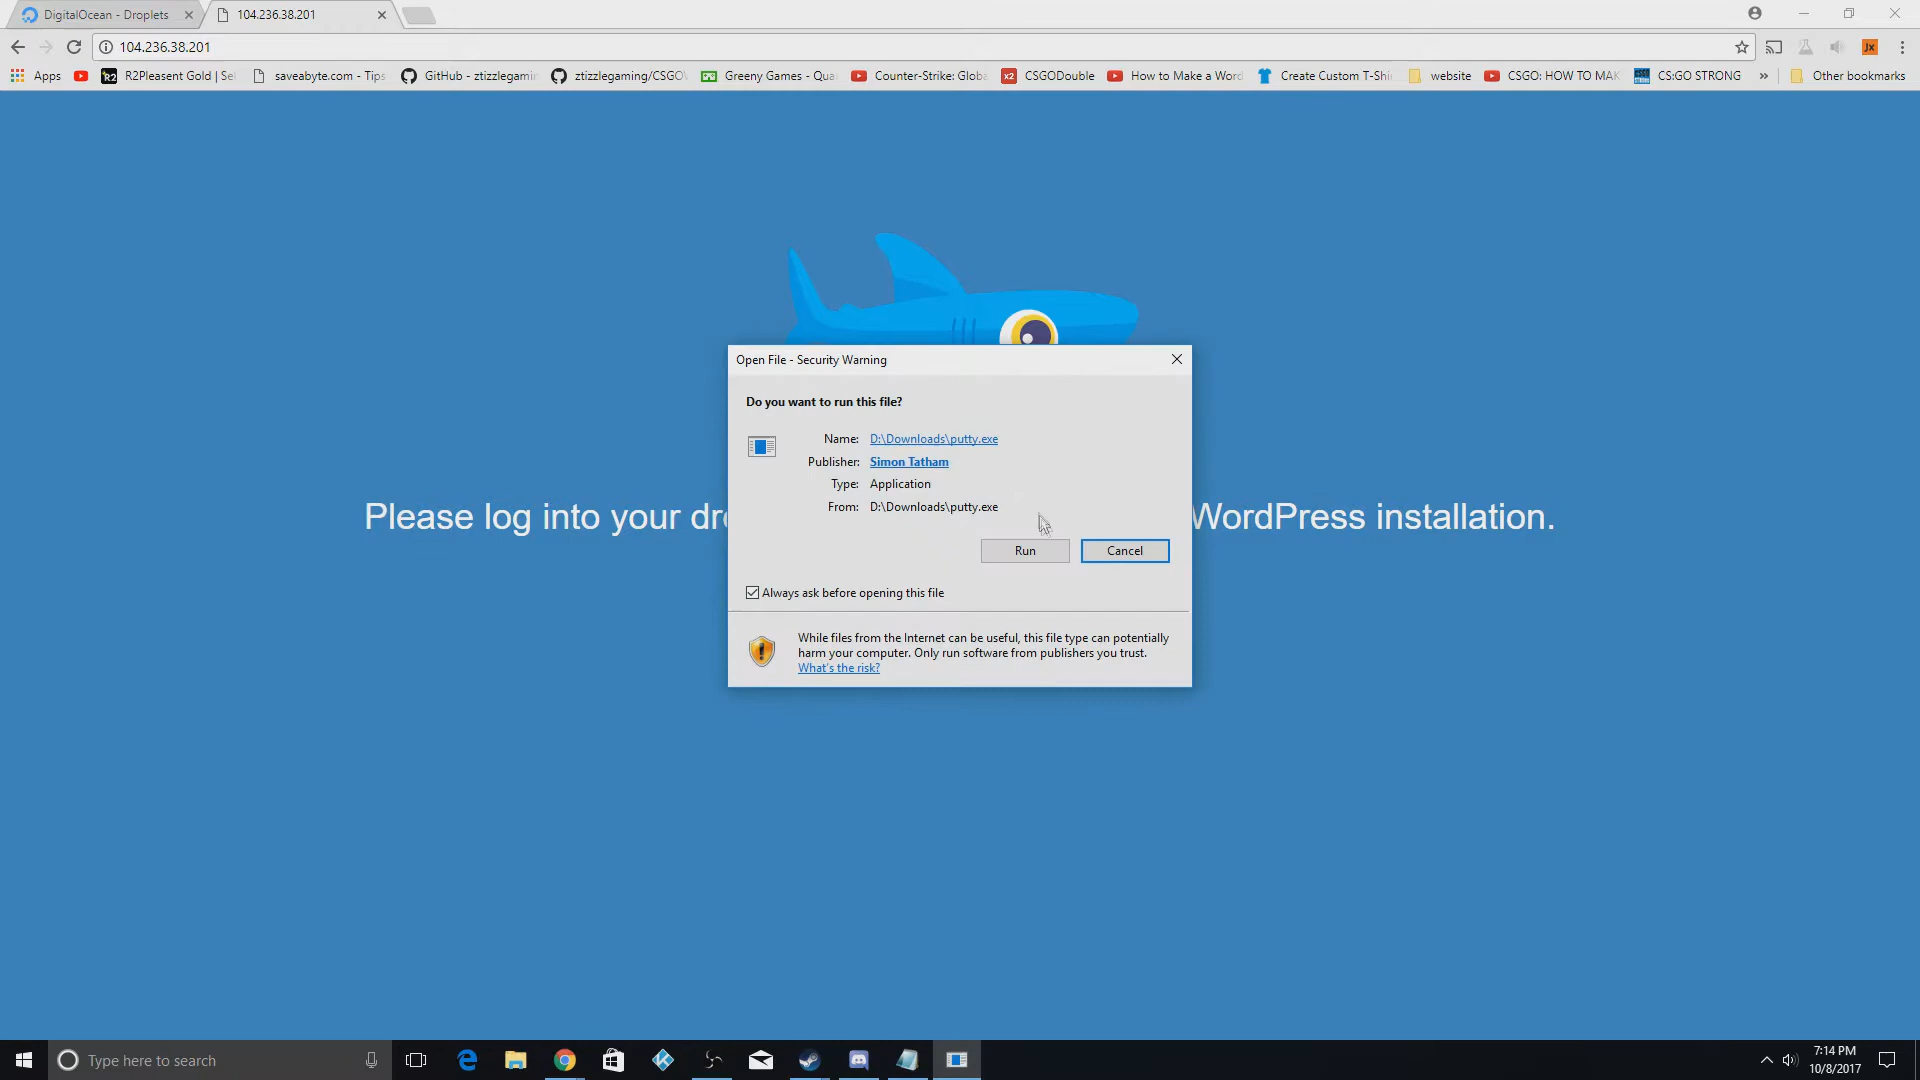 DigitalOcean - Droplets
104.236.38.201
104.236.38.201
Apps
R2Pleasent Gold | Se
saveabyte.com - Tips
GitHub - ztizzlegamin
ztizzlegaming/CSGO
Greeny Games - Qua
Counter-Strike: Globa
x2
CSGODouble
How to Make a Word
Create Custom T-Shi
website
CSGO: HOW TO MAK
CS:GO STRONG
»
Other bookmarks
Jx
R2
Open File - Security Warning
Do you want to run this file?
Name: D:\Downloads\putty.exe
Publisher: Simon Tatham
Type: Application
From: D:\Downloads\putty.exe
Run
Cancel
Always ask before opening this file
While files from the Internet can be useful, this file type can potentially
harm your computer. Only run software from publishers you trust.
What's the risk?
Please log into your dr WordPress installation.
Type here to search
7:14 PM
10/8/2017